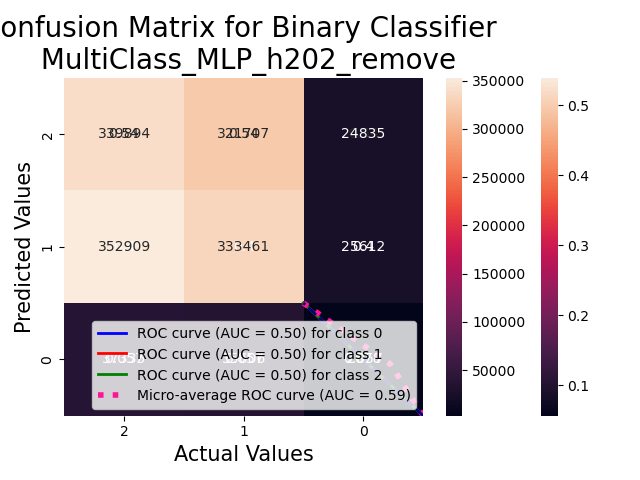 onfusion Matrix for Binary Classifier
MultiClass_MLP_h202_remove
Predicted Values
2
1
0
24835
352909
333461
ROC curve (AUC = 0.50) for class 0
ROC curve (AUC = 0.50) for class 1
ROC curve (AUC = 0.50) for class 2
Micro-average ROC curve (AUC = 0.59)
2
1
0
Actual Values
350000
300000
250000
200000
150000
100000
50000
0.5
0.4
0.3
0.2
0.1